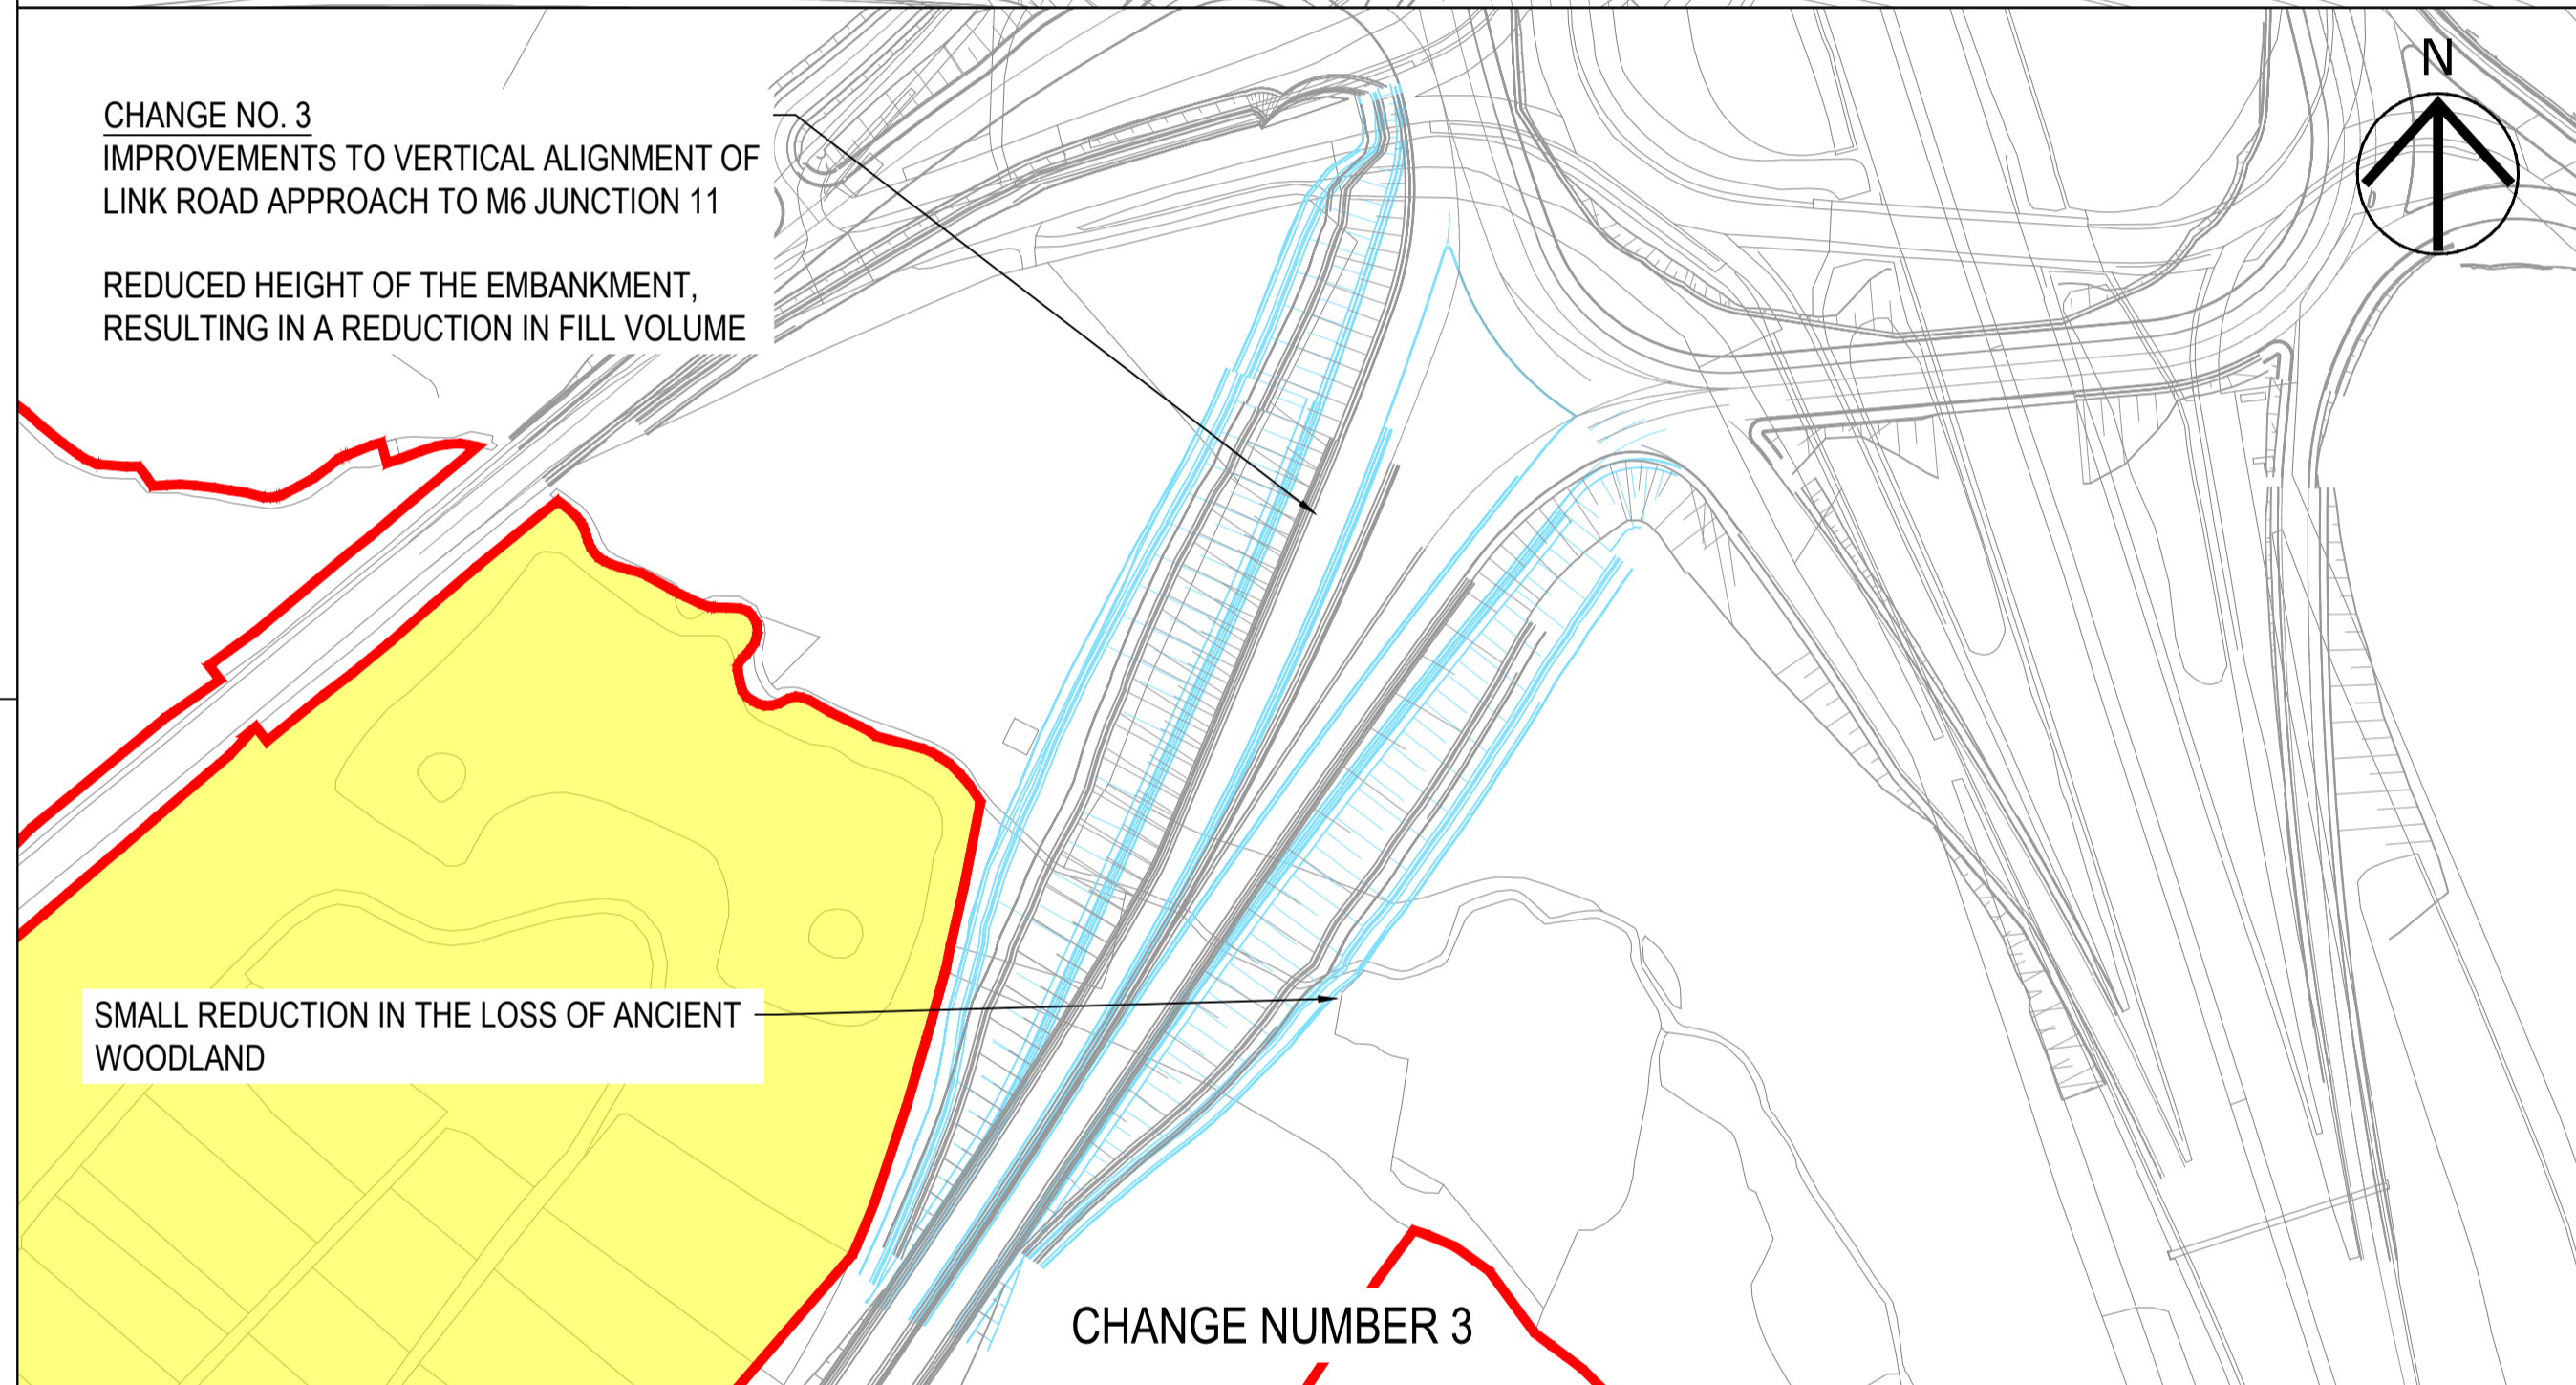 N
CHANGE NO. 3
IMPROVEMENTS TO VERTICAL ALIGNMENT OF
LINK ROAD APPROACH TO M6 JUNCTION 11
REDUCED HEIGHT OF THE EMBANKMENT,
RESULTING IN A REDUCTION IN FILL VOLUME
SMALL REDUCTION IN THE LOSS OF ANCIENT
WOODLAND
CHANGE NUMBER 3